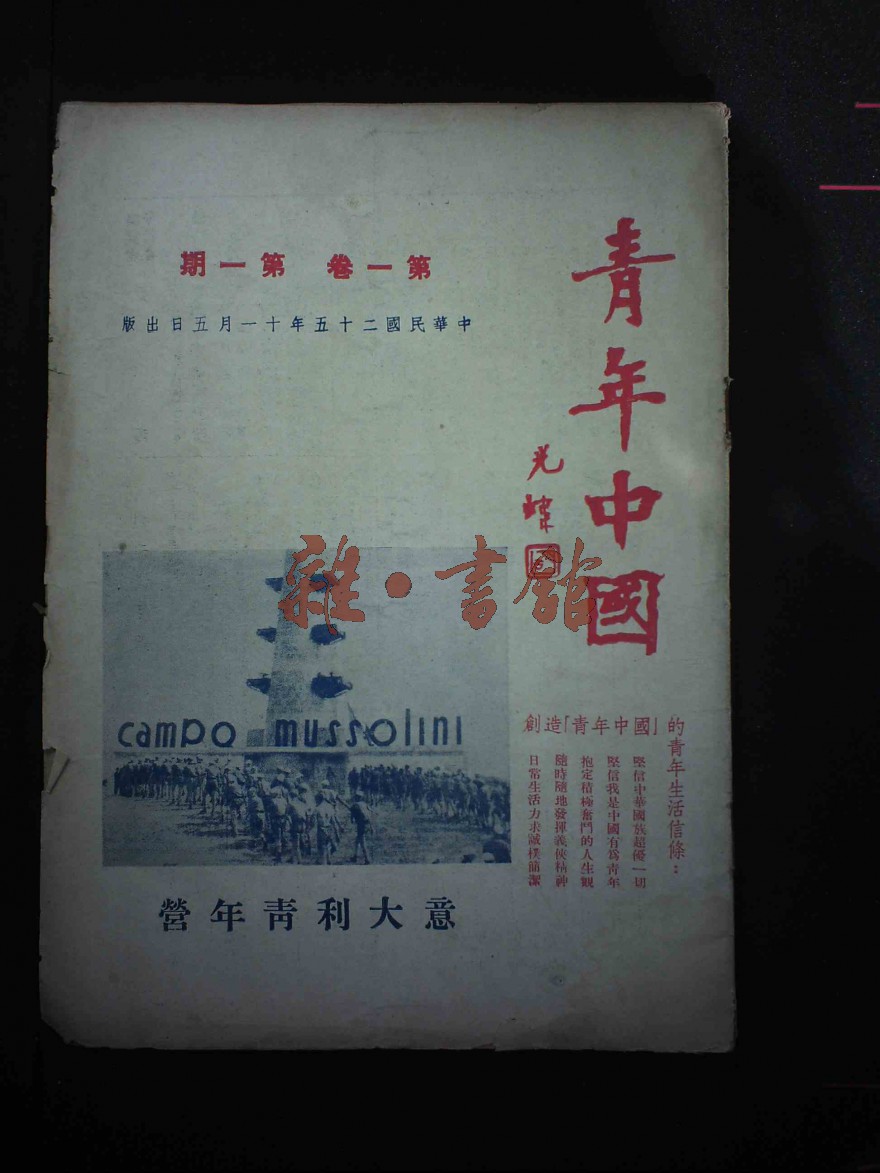 青年中國
光煒
第一卷 第一期
中華民國二十五年十一月五日出版
雜·書館
campo mussolini
意大利青年營
創造「青年中國」的青年生活信條：
堅信中華國族超優一切
堅信我是中國有為青年
抱定積極奮鬥的人生觀
隨時隨地發揮義俠精神
日常生活力求誠樸簡潔